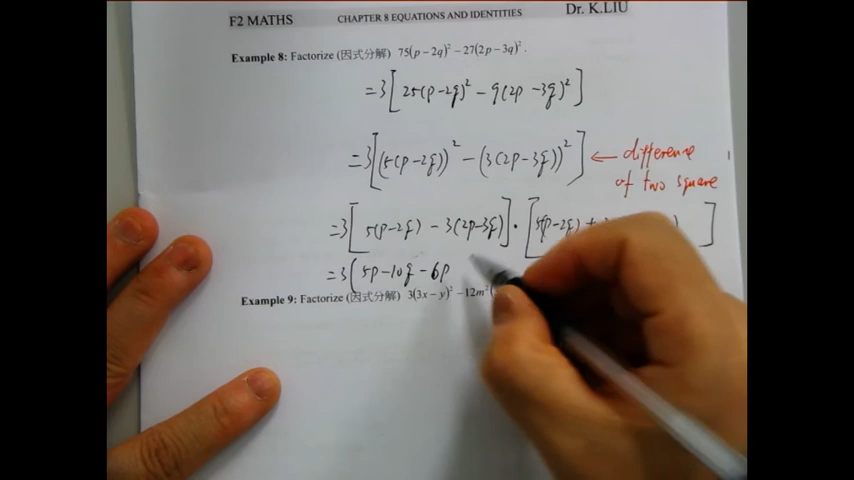 F2 MATHS CHAPTER 8 EQUATIONS AND IDENTITIES Dr. K.LIU
Example 8: Factorize (因式分解) 75(p−2q)² −27(2p−3q)².
=3[25(p−2q)² − 9(2p −3q)²]
=3[(5(p−2q))² − (3(2p−3q))²] ← difference
of two square
=3[5(p−2q) − 3(2p−3q)] · [5(p−2q) + ]
=3(5p−10q−6p
Example 9: Factorize (因式分解) 3(3x−y)² −12m²(